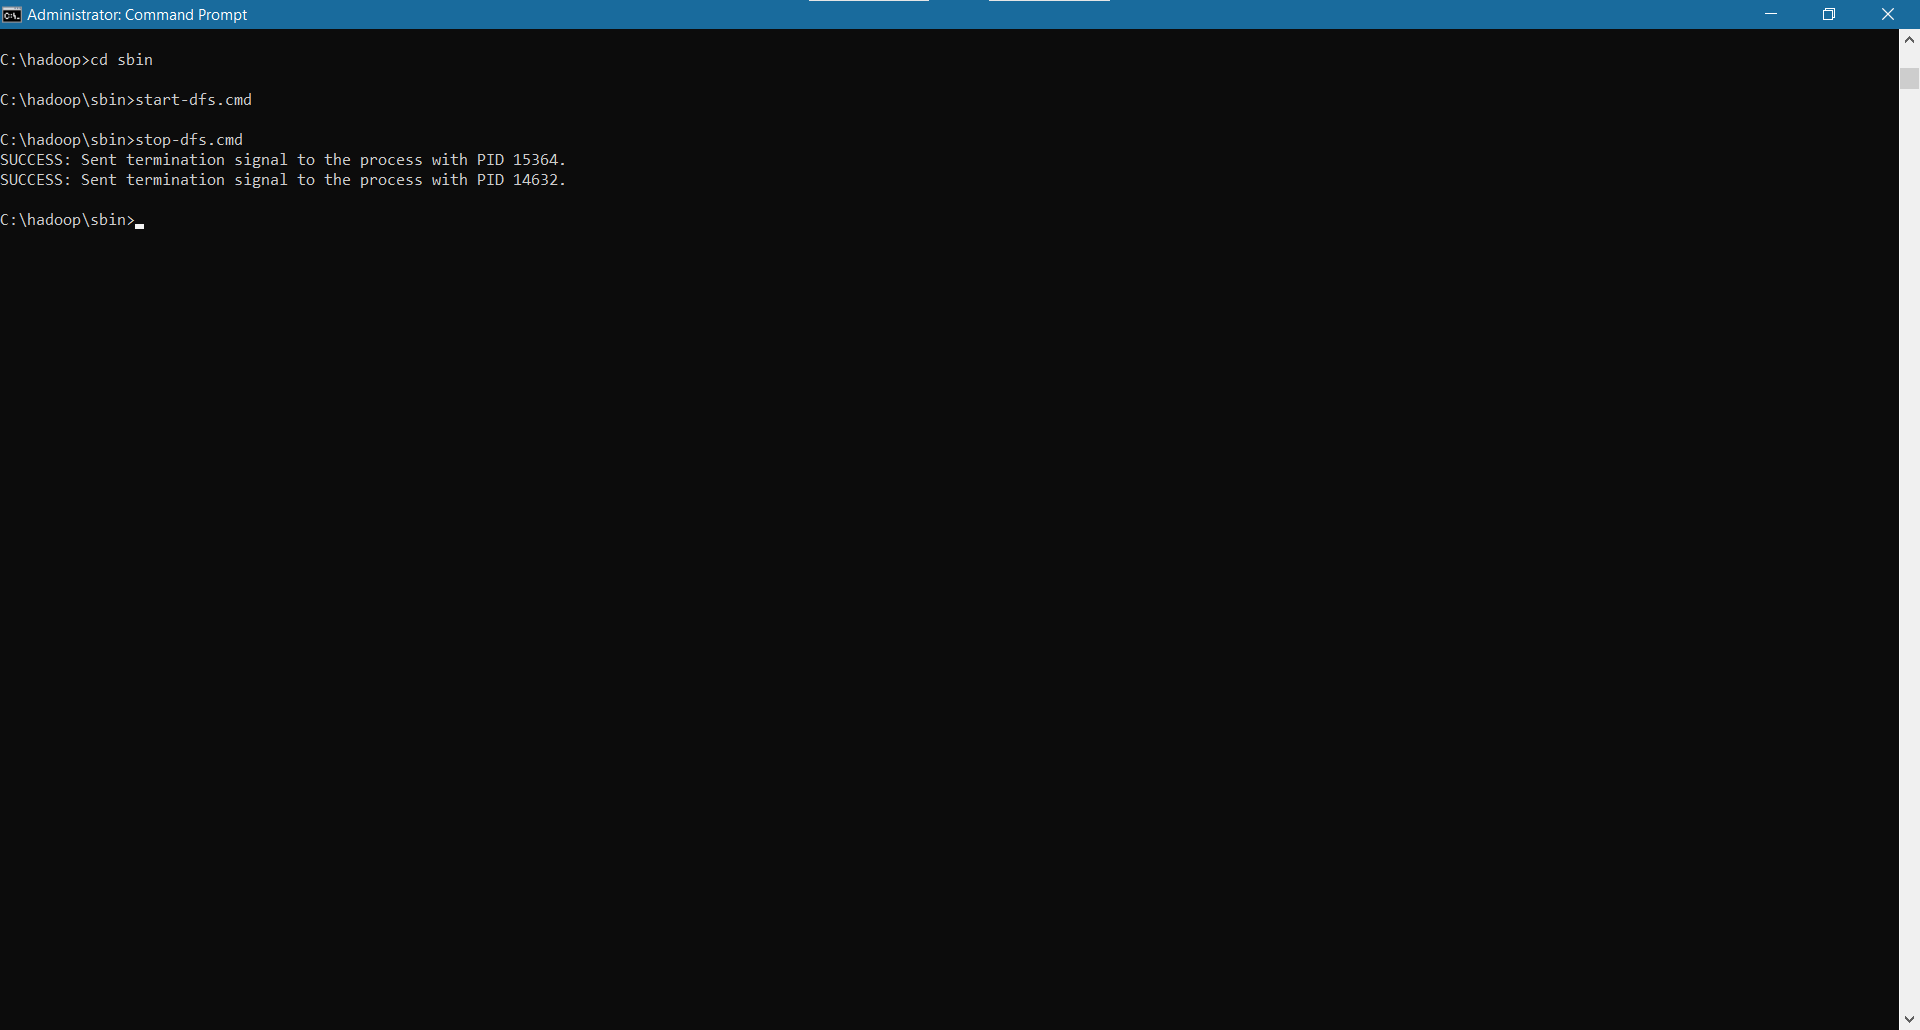 Administrator: Command Prompt
C:\hadoop>cd sbin
C:\hadoop\sbin>start-dfs.cmd
C:\hadoop\sbin>stop-dfs.cmd
SUCCESS: Sent termination signal to the process with PID 15364.
SUCCESS: Sent termination signal to the process with PID 14632.
C:\hadoop\sbin>